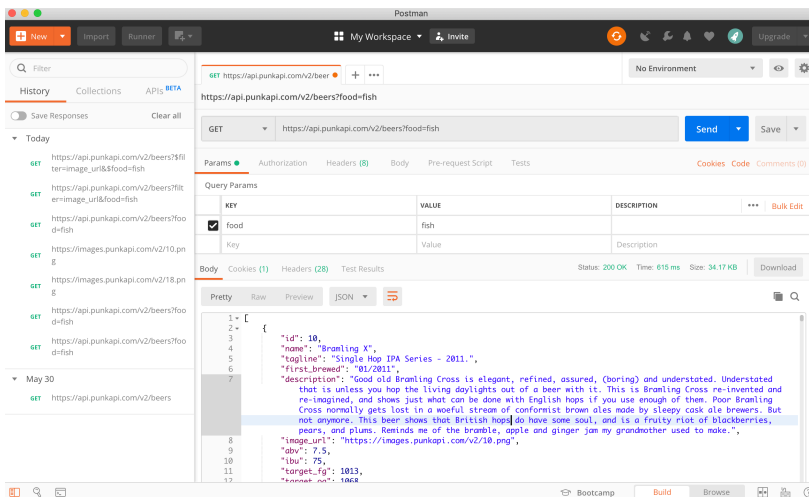 Postman
New
Import
Runner
My Workspace
Invite
Upgrade
Filter
History Collections APIs BETA
Save Responses Clear all
Today
GET https://api.punkapi.com/v2/beers?$fil
ter=image_url&$food=fish
GET https://api.punkapi.com/v2/beers?filt
er=image_url&food=fish
GET https://api.punkapi.com/v2/beers?foo
d=fish
GET https://images.punkapi.com/v2/10.pn
g
GET https://images.punkapi.com/v2/18.pn
g
GET https://api.punkapi.com/v2/beers?foo
d=fish
GET https://api.punkapi.com/v2/beers?foo
d=fish
May 30
GET https://api.punkapi.com/v2/beers
GET https://api.punkapi.com/v2/beer
No Environment
https://api.punkapi.com/v2/beers?food=fish
GET https://api.punkapi.com/v2/beers?food=fish Send Save
Params Authorization Headers (8) Body Pre-request Script Tests Cookies Code Comments (0)
Query Params
KEY VALUE DESCRIPTION Bulk Edit
food fish
Key Value Description
Body Cookies (1) Headers (28) Test Results Status: 200 OK Time: 615 ms Size: 34.17 KB Download
Pretty Raw Preview JSON
1 [
2 {
3 "id": 10,
4 "name": "Bramling X",
5 "tagline": "Single Hop IPA Series - 2011.",
6 "first_brewed": "01/2011",
7 "description": "Good old Bramling Cross is elegant, refined, assured, (boring) and understated. Understated
that is unless you hop the living daylights out of a beer with it. This is Bramling Cross re-invented and
re-imagined, and shows just what can be done with English hops if you use enough of them. Poor Bramling
Cross normally gets lost in a woeful stream of conformist brown ales made by sleepy cask ale brewers. But
not anymore. This beer shows that British hops do have some soul, and is a fruity riot of blackberries,
pears, and plums. Reminds me of the bramble, apple and ginger jam my grandmother used to make.",
8 "image_url": "https://images.punkapi.com/v2/10.png",
9 "abv": 7.5,
10 "ibu": 75,
11 "target_fg": 1013,
12 "target_og": 1068,
Bootcamp Build Browse